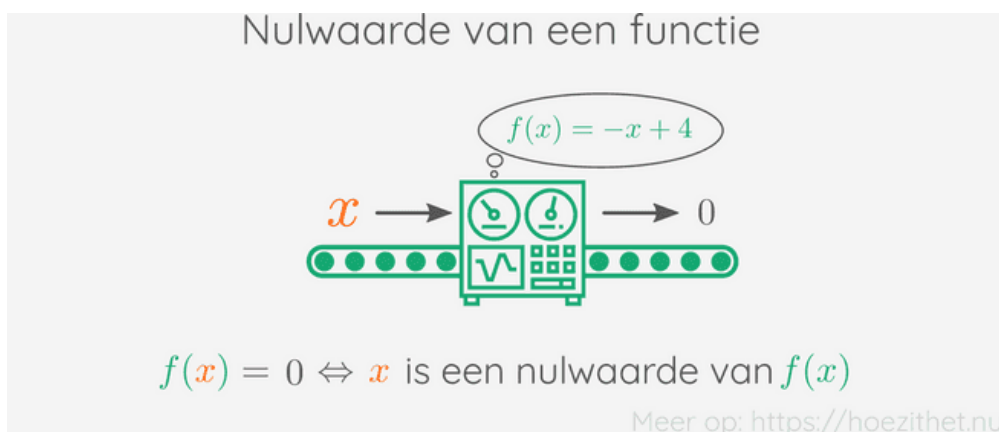 Nulwaarde van een functie
f(x) = −x + 4
x → → 0
f(x) = 0 ⇔ x is een nulwaarde van f(x)
Meer op: https://hoezithet.nu